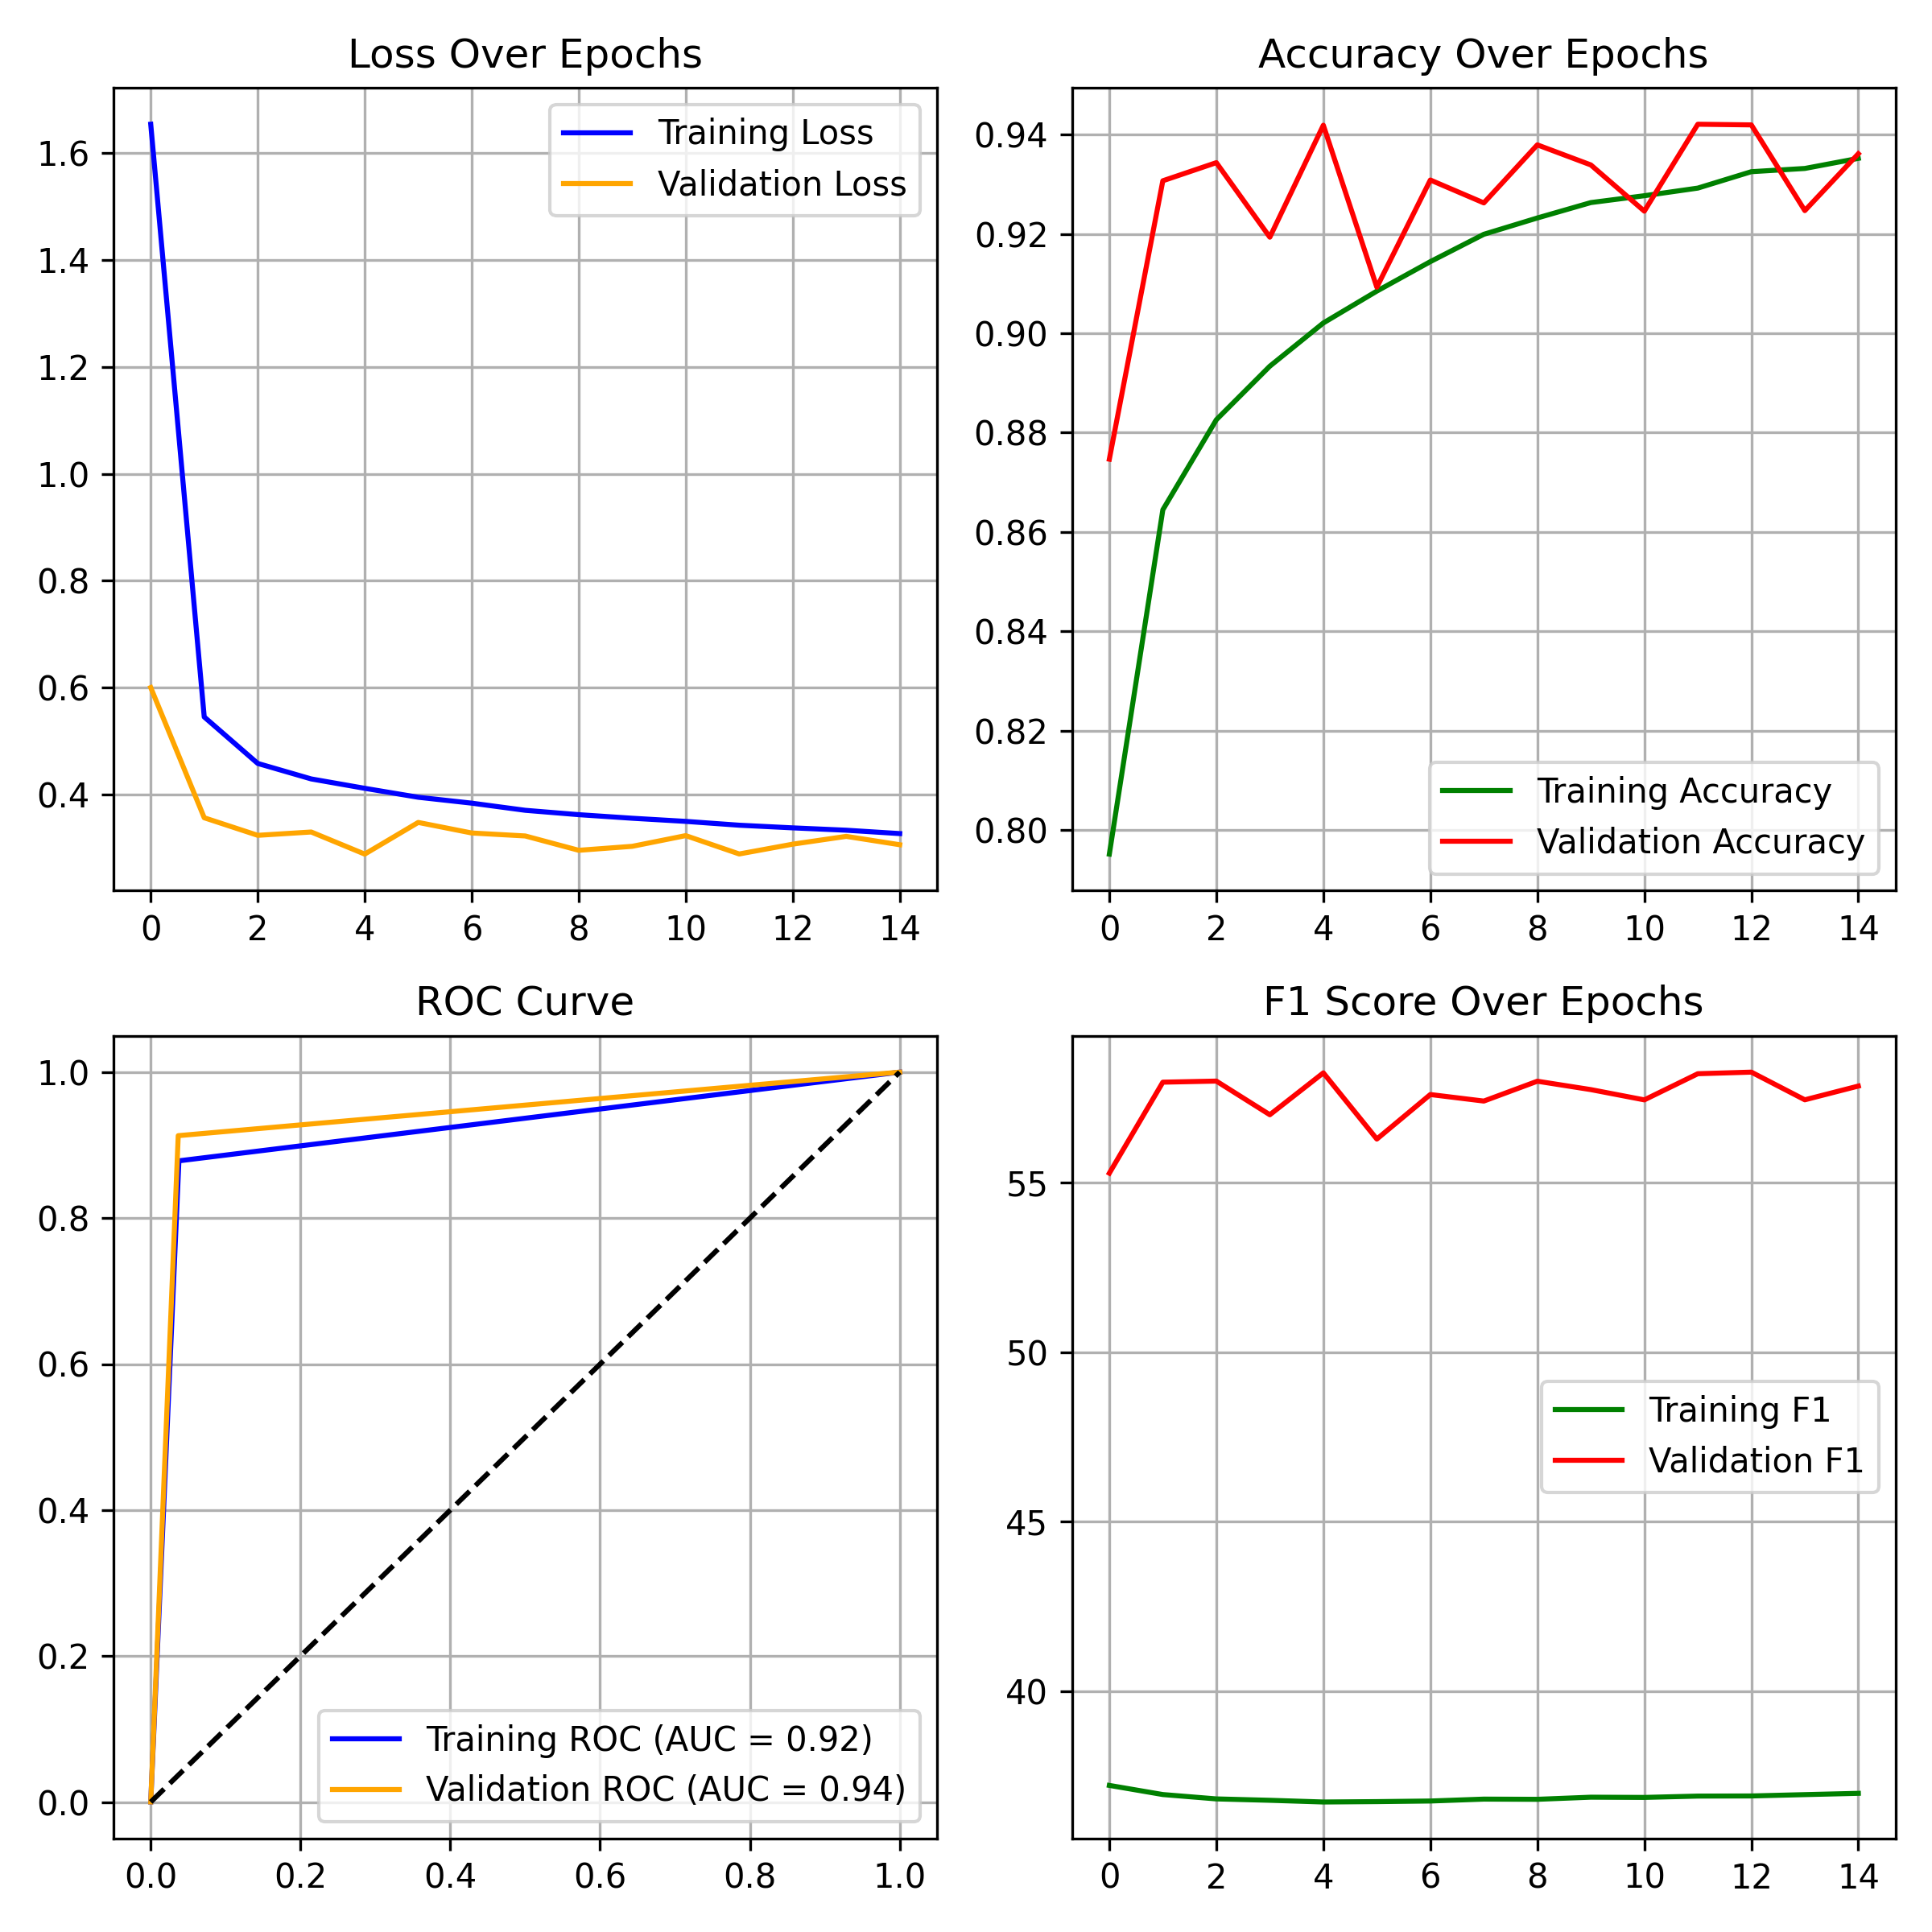 Loss Over Epochs
1.6
1.4
1.2
1.0
0.8
0.6
0.4
0 2 4 6 8 10 12 14
Training Loss
Validation Loss
Accuracy Over Epochs
0.94
0.92
0.90
0.88
0.86
0.84
0.82
0.80
0 2 4 6 8 10 12 14
Training Accuracy
Validation Accuracy
ROC Curve
1.0
0.8
0.6
0.4
0.2
0.0
0.0 0.2 0.4 0.6 0.8 1.0
Training ROC (AUC = 0.92)
Validation ROC (AUC = 0.94)
F1 Score Over Epochs
55
50
45
40
0 2 4 6 8 10 12 14
Training F1
Validation F1